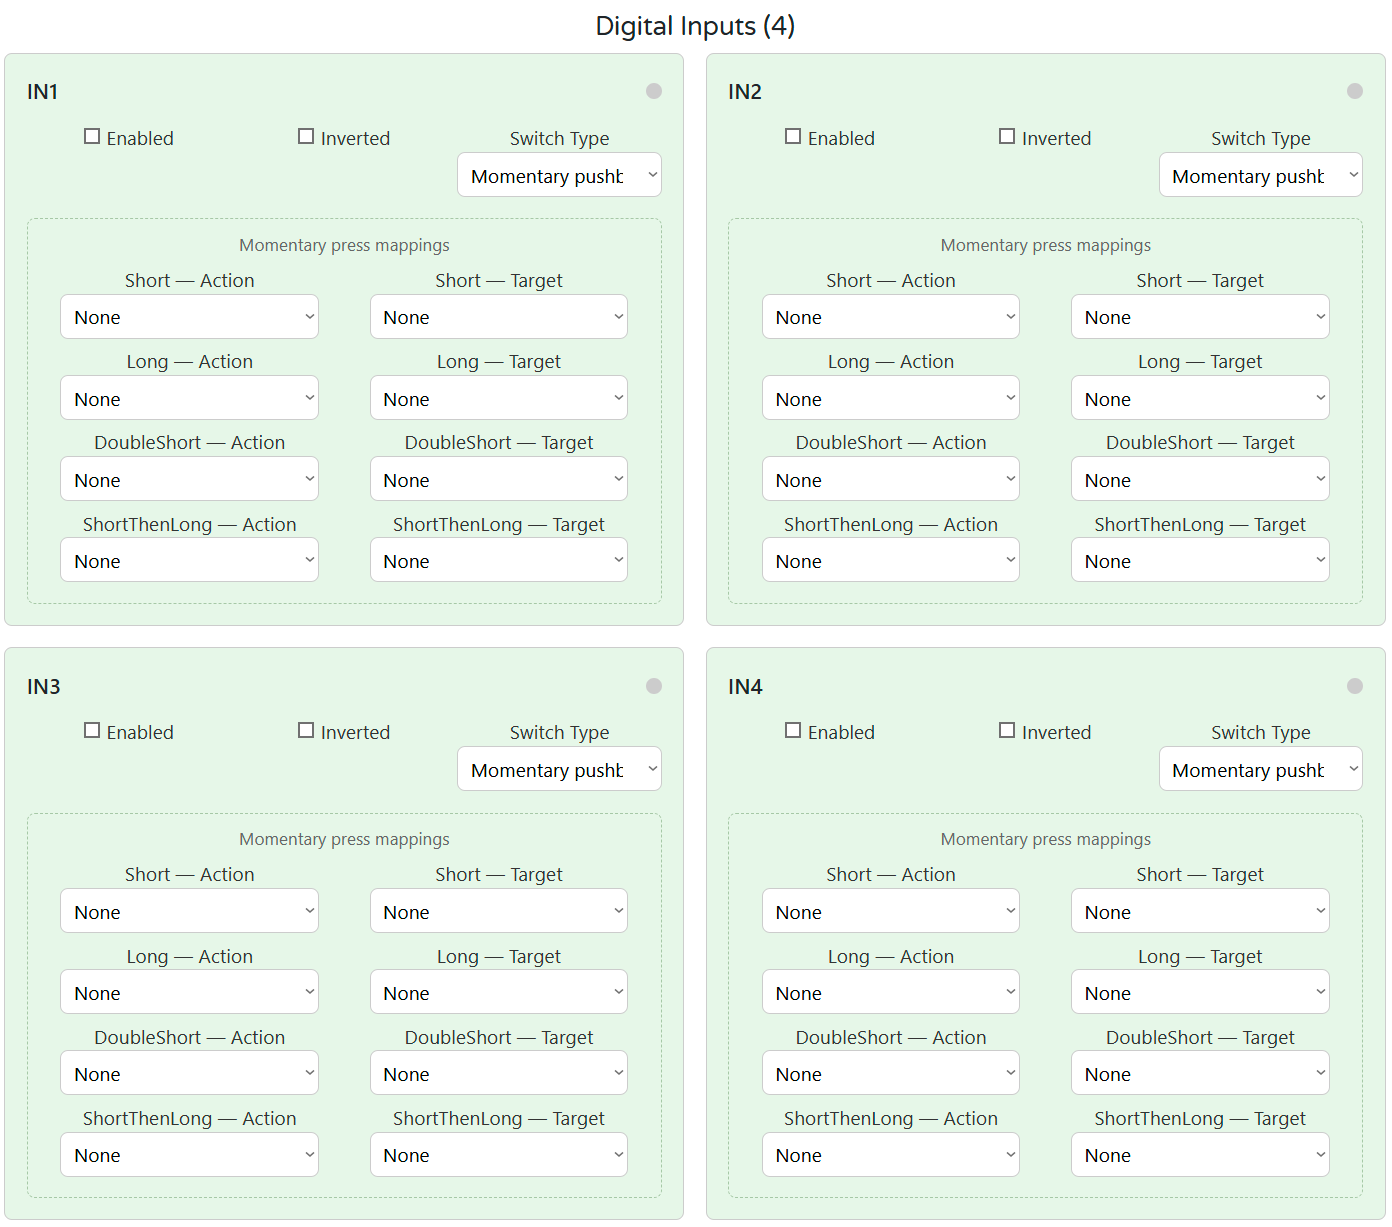 Digital Inputs (4)
IN1
Enabled
Inverted
Switch Type
Momentary pushb
Momentary press mappings
Short — Action
Short — Target
None
None
Long — Action
Long — Target
None
None
DoubleShort — Action
DoubleShort — Target
None
None
ShortThenLong — Action
ShortThenLong — Target
None
None
IN2
Enabled
Inverted
Switch Type
Momentary pushb
Momentary press mappings
Short — Action
Short — Target
None
None
Long — Action
Long — Target
None
None
DoubleShort — Action
DoubleShort — Target
None
None
ShortThenLong — Action
ShortThenLong — Target
None
None
IN3
Enabled
Inverted
Switch Type
Momentary pushb
Momentary press mappings
Short — Action
Short — Target
None
None
Long — Action
Long — Target
None
None
DoubleShort — Action
DoubleShort — Target
None
None
ShortThenLong — Action
ShortThenLong — Target
None
None
IN4
Enabled
Inverted
Switch Type
Momentary pushb
Momentary press mappings
Short — Action
Short — Target
None
None
Long — Action
Long — Target
None
None
DoubleShort — Action
DoubleShort — Target
None
None
ShortThenLong — Action
ShortThenLong — Target
None
None